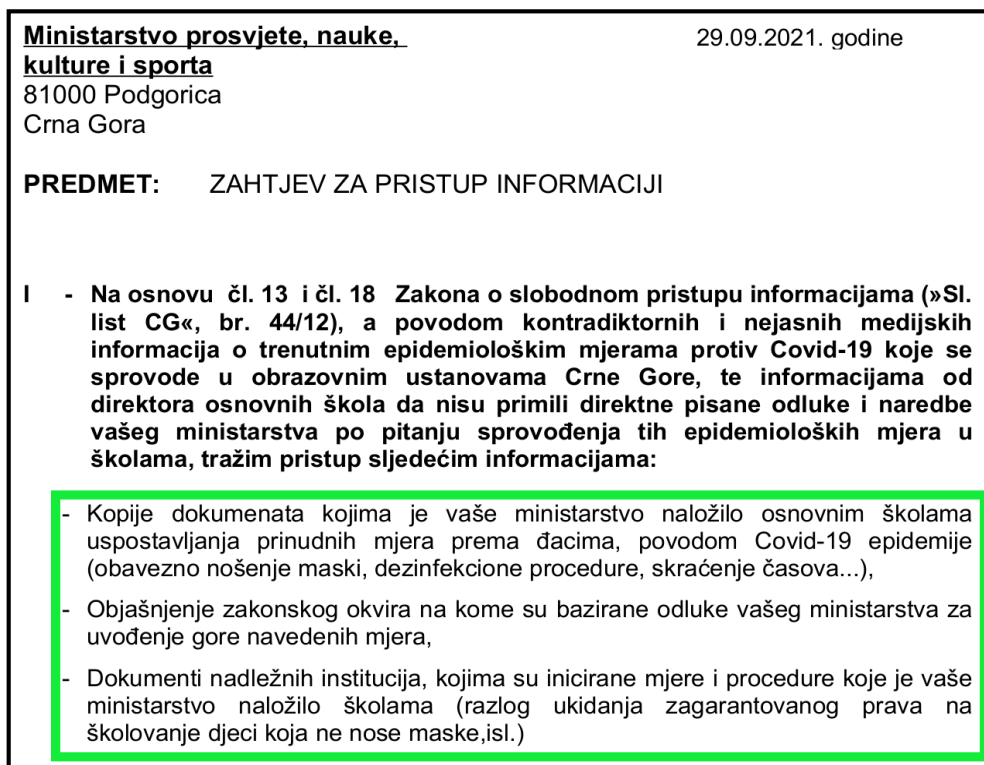 Ministarstvo prosvjete, nauke, 29.09.2021. godine
kulture i sporta
81000 Podgorica
Crna Gora
PREDMET: ZAHTJEV ZA PRISTUP INFORMACIJI
I - Na osnovu čl. 13 i čl. 18 Zakona o slobodnom pristupu informacijama (»Sl.
list CG«, br. 44/12), a povodom kontradiktornih i nejasnih medijskih
informacija o trenutnim epidemiološkim mjerama protiv Covid-19 koje se
sprovode u obrazovnim ustanovama Crne Gore, te informacijama od
direktora osnovnih škola da nisu primili direktne pisane odluke i naredbe
vašeg ministarstva po pitanju sprovođenja tih epidemioloških mjera u
školama, tražim pristup sljedećim informacijama:
- Kopije dokumenata kojima je vaše ministarstvo naložilo osnovnim školama
uspostavljanja prinudnih mjera prema đacima, povodom Covid-19 epidemije
(obavezno nošenje maski, dezinfekcione procedure, skraćenje časova...),
- Objašnjenje zakonskog okvira na kome su bazirane odluke vašeg ministarstva za
uvođenje gore navedenih mjera,
- Dokumenti nadležnih institucija, kojima su inicirane mjere i procedure koje je vaše
ministarstvo naložilo školama (razlog ukidanja zagarantovanog prava na
školovanje djeci koja ne nose maske,isl.)